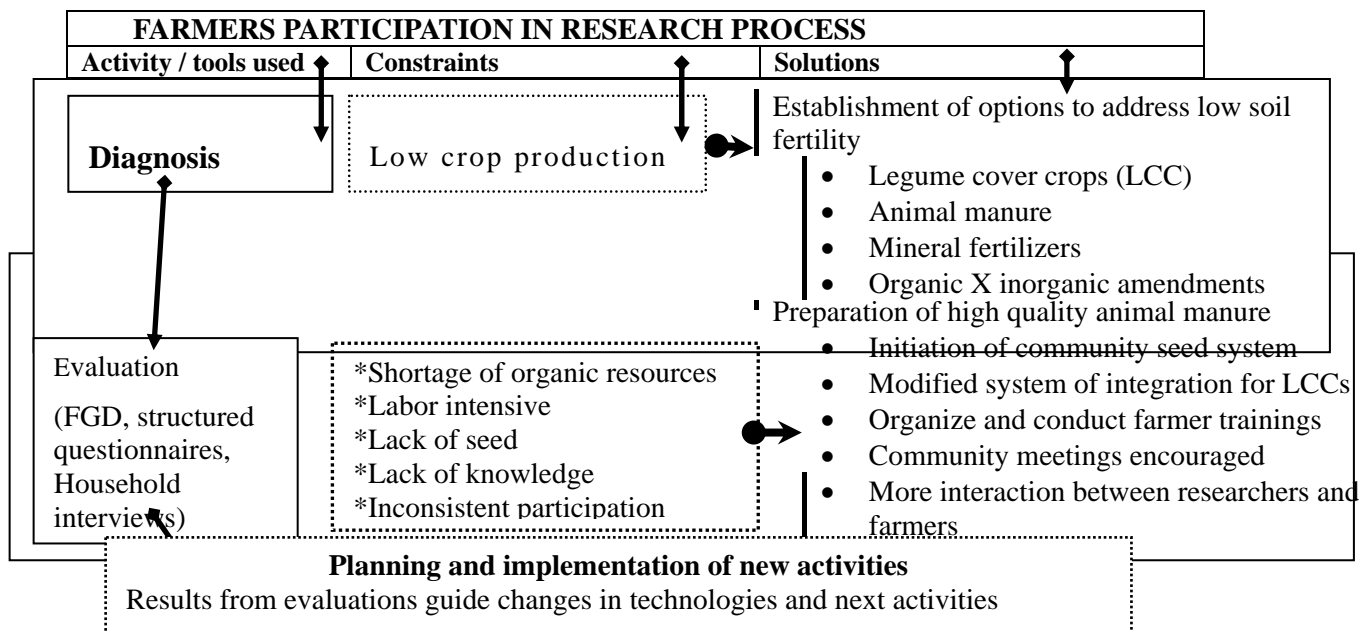 FARMERS PARTICIPATION IN RESEARCH PROCESS
Activity / tools used
Constraints
Solutions
Diagnosis
Low crop production
Establishment of options to address low soil
fertility
• Legume cover crops (LCC)
• Animal manure
• Mineral fertilizers
• Organic X inorganic amendments
Evaluation
(FGD, structured
questionnaires,
Household
interviews)
*Shortage of organic resources
*Labor intensive
*Lack of seed
*Lack of knowledge
*Inconsistent participation
Preparation of high quality animal manure
• Initiation of community seed system
• Modified system of integration for LCCs
• Organize and conduct farmer trainings
• Community meetings encouraged
• More interaction between researchers and
farmers
Planning and implementation of new activities
Results from evaluations guide changes in technologies and next activities